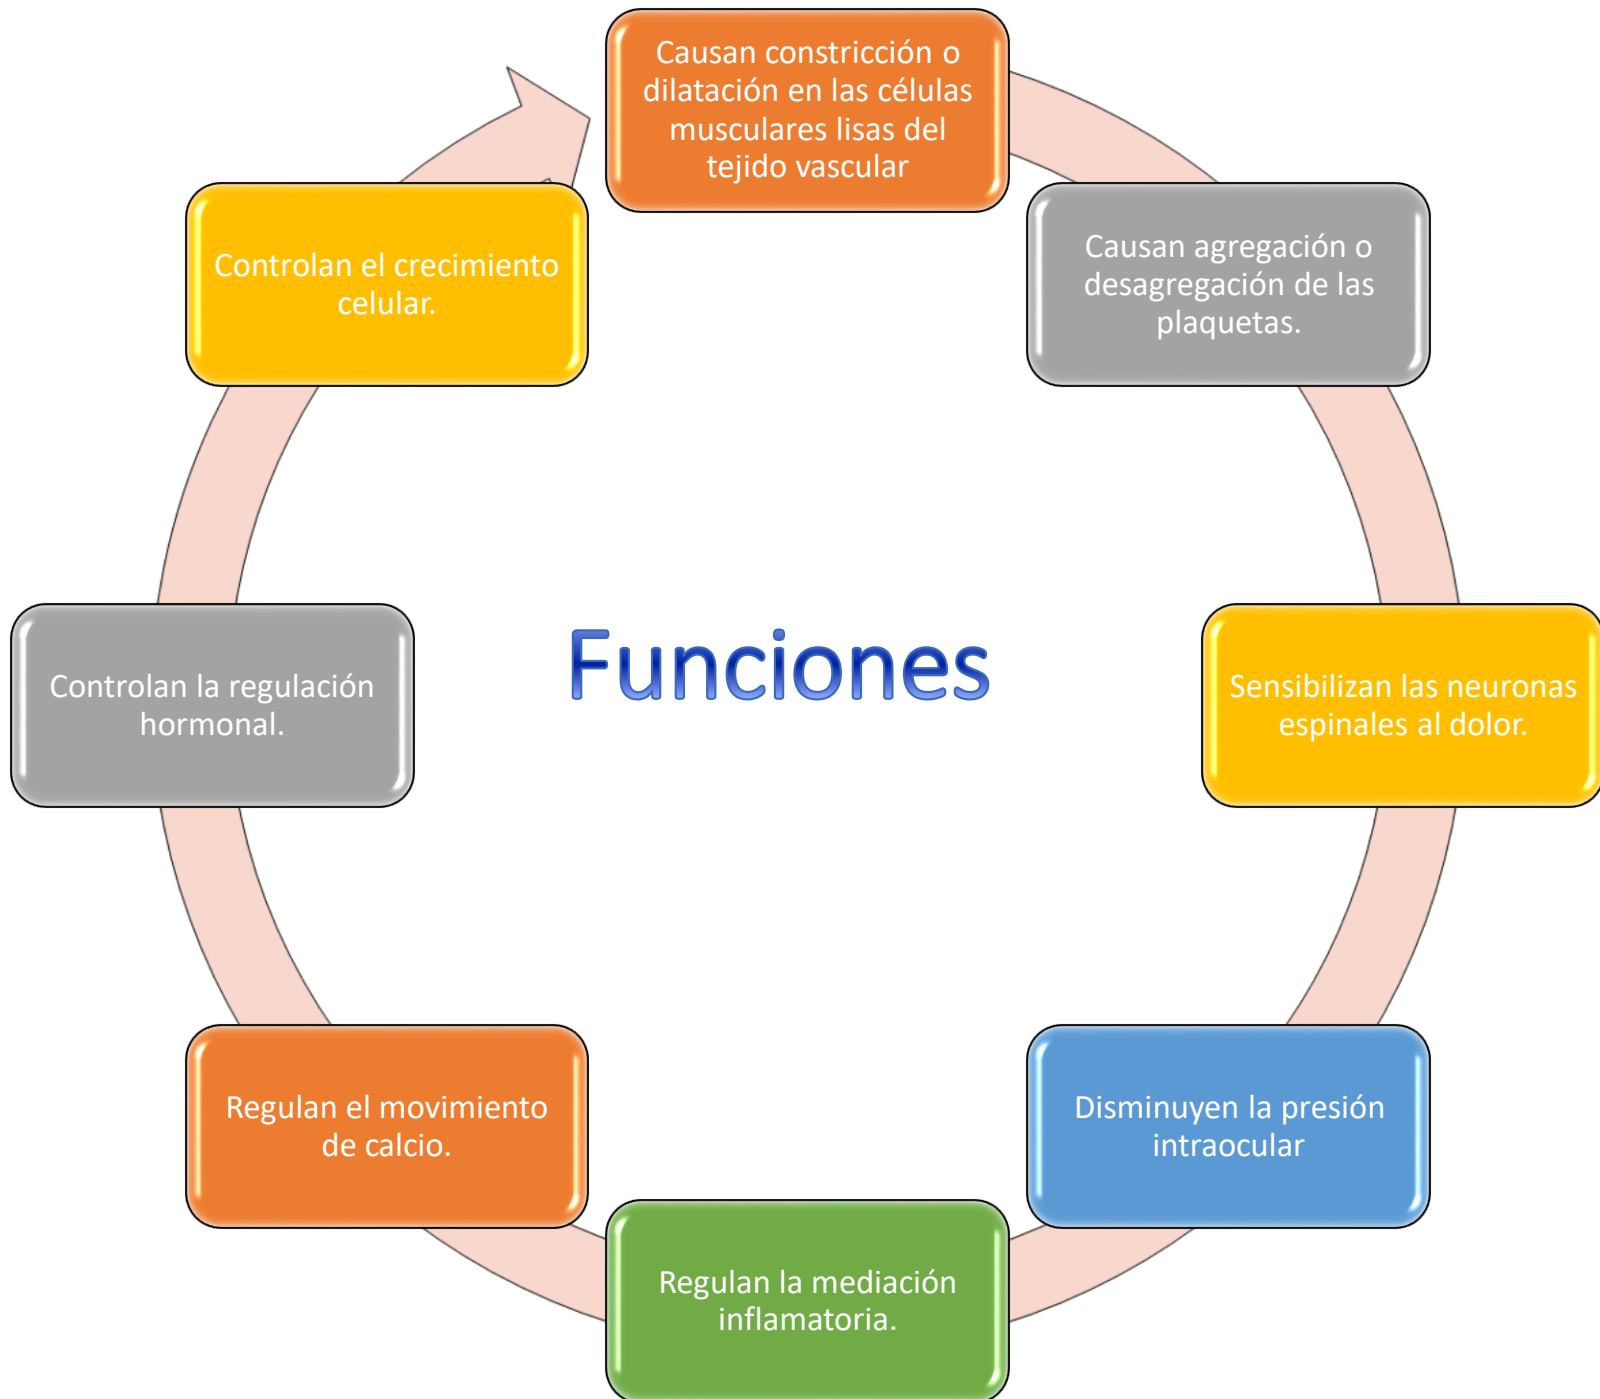 Causan constricción o
dilatación en las células
musculares lisas del
tejido vascular
Causan agregación o
desagregación de las
plaquetas.
Sensibilizan las neuronas
espinales al dolor.
Disminuyen la presión
intraocular
Regulan la mediación
inflamatoria.
Regulan el movimiento
de calcio.
Controlan la regulación
hormonal.
Controlan el crecimiento
celular.
Funciones